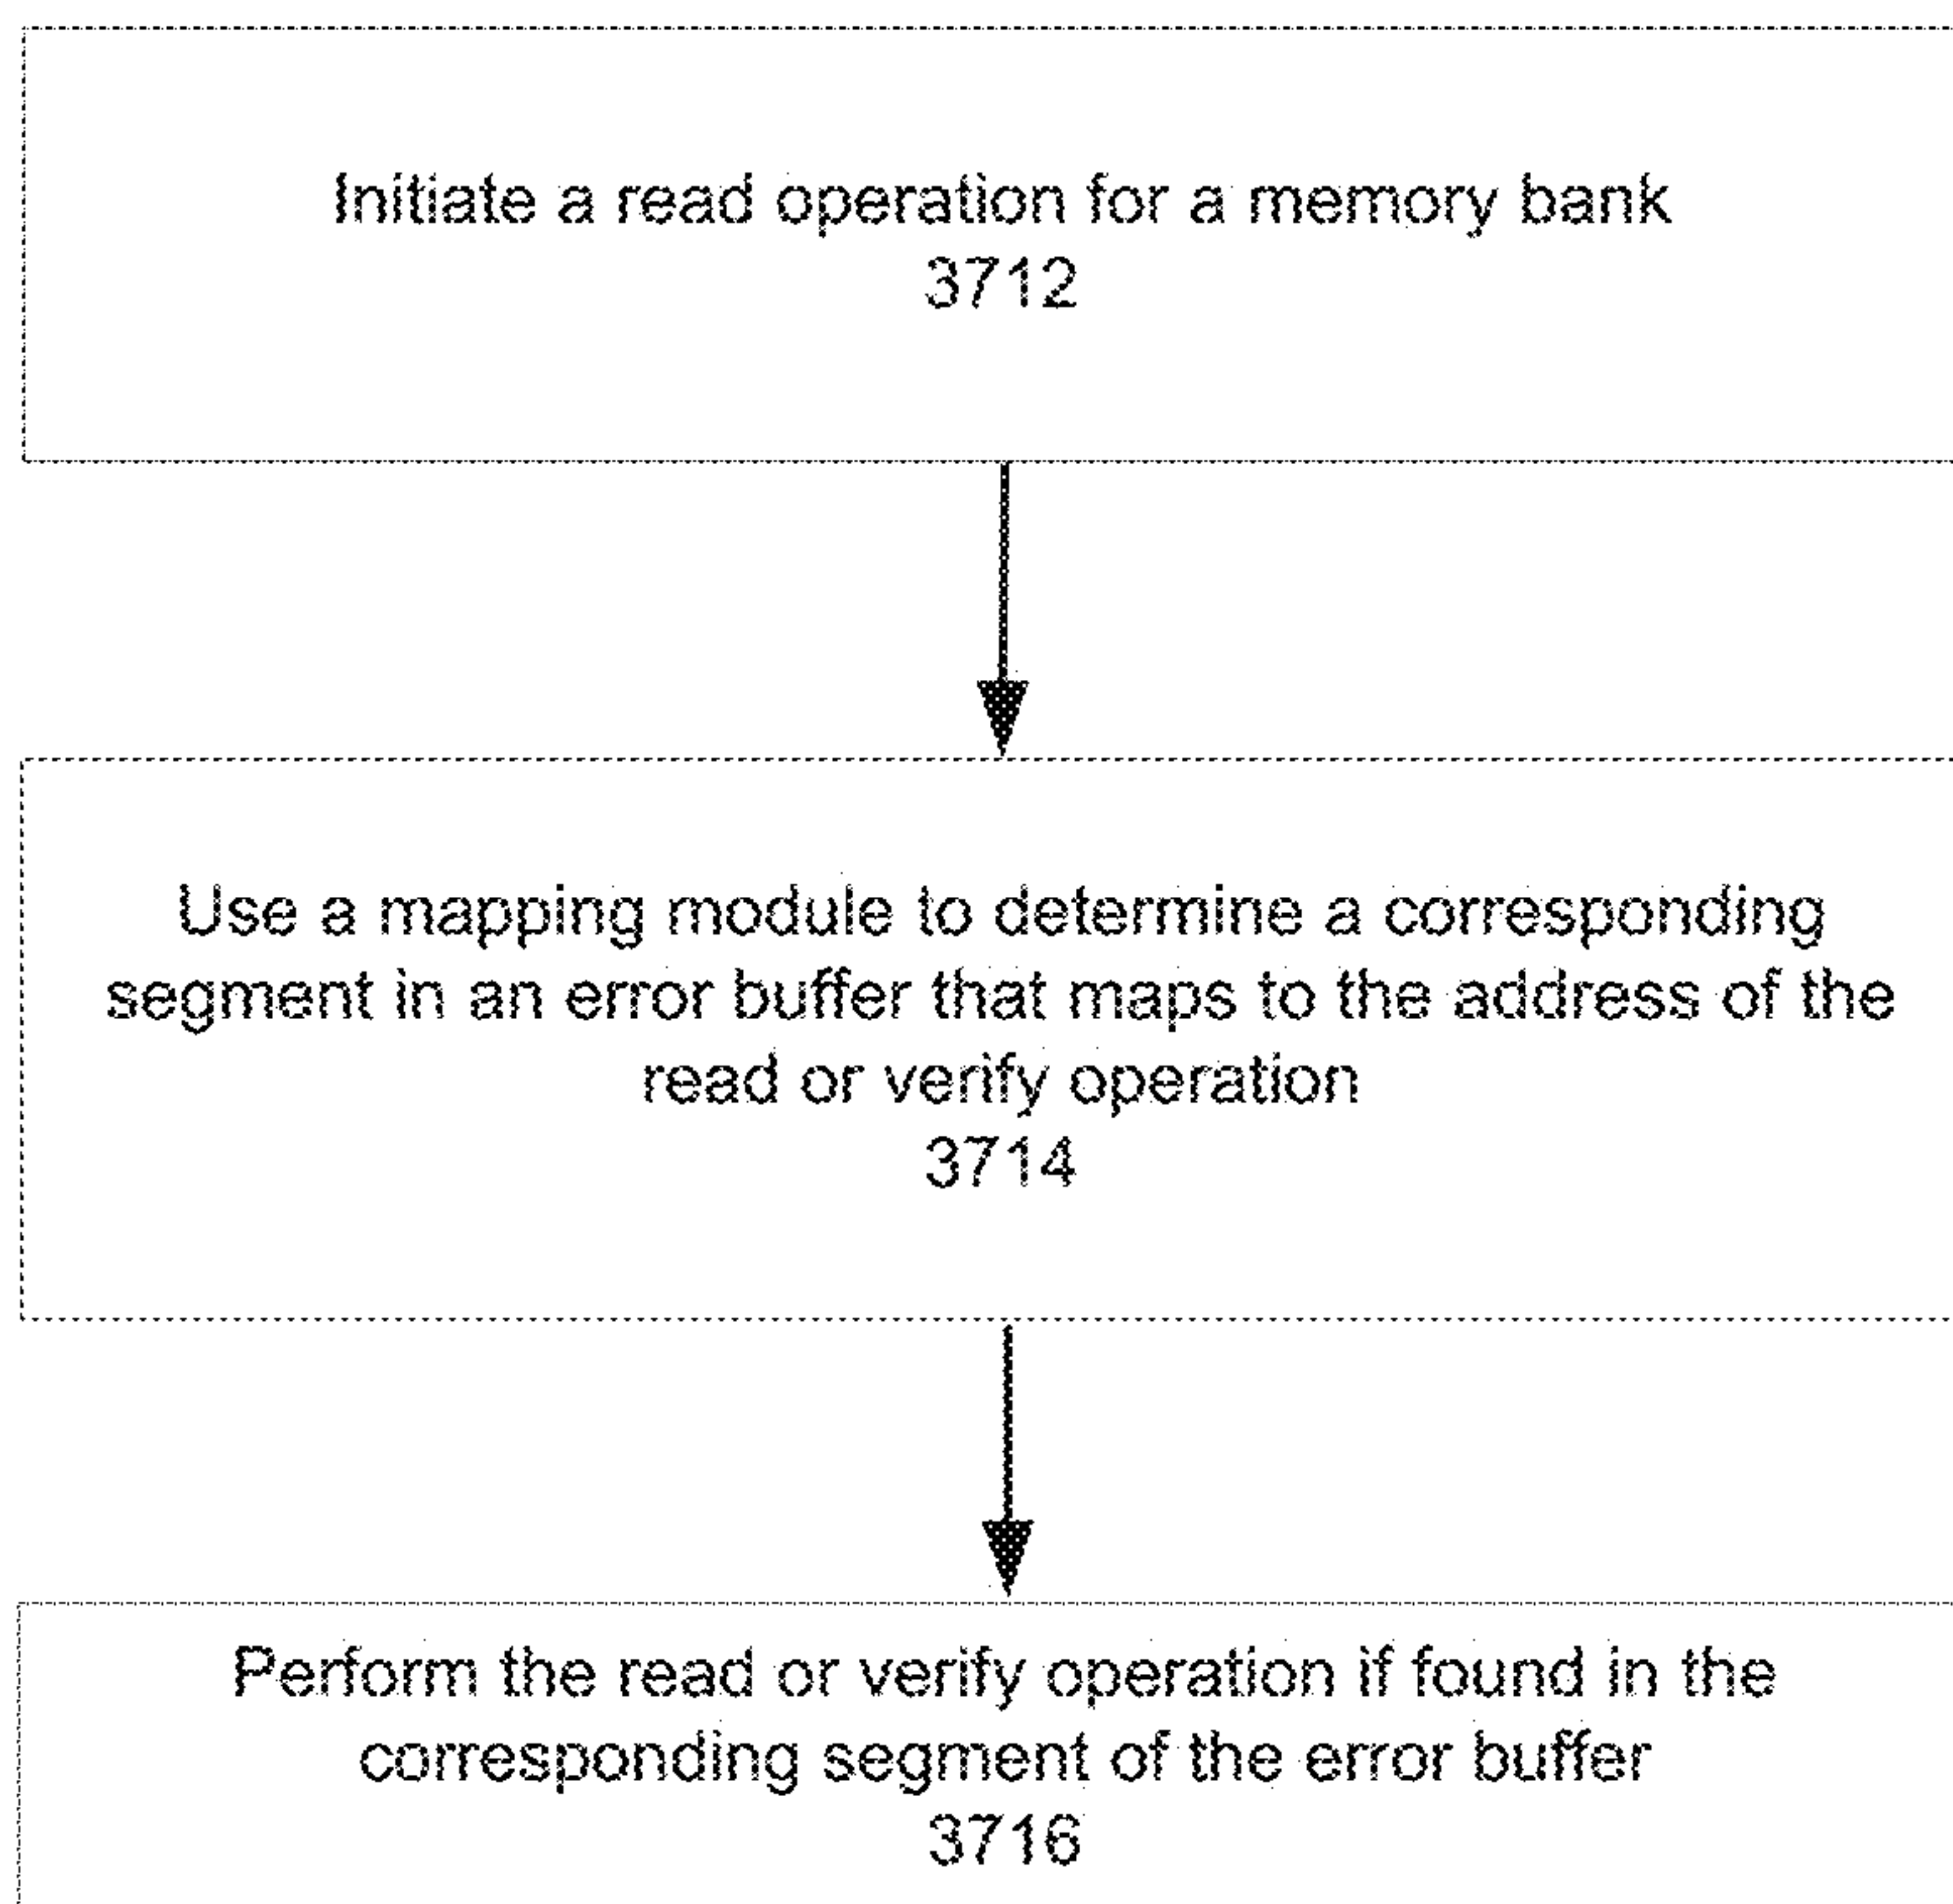 Initiate a read operation for a memory bank
3712
Use a mapping module to determine a corresponding
segment in an error buffer that maps to the address of the
read or verify operation
3714
Perform the read or verify operation if found in the
corresponding segment of the error buffer
3716